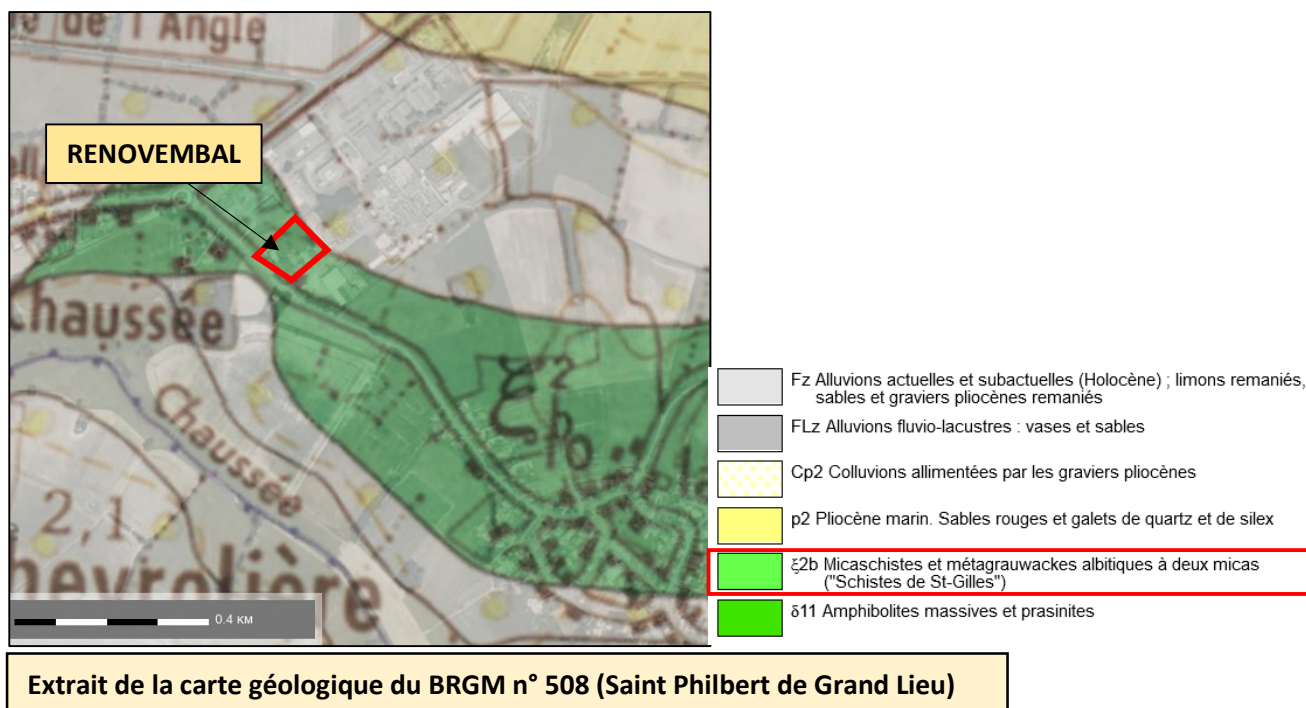 de l'Angle
RENOVEMBAL
Chaussée
Chaussée
2,1
0.4 KM
Fz Alluvions actuelles et subactuelles (Holocène) ; limons remaniés,
sables et graviers pliocènes remaniés
FLz Alluvions fluvio-lacustres : vases et sables
Cp2 Colluvions allimentées par les graviers pliocènes
p2 Pliocène marin. Sables rouges et galets de quartz et de silex
ξ2b Micaschistes et métagrauwackes albitiques à deux micas
("Schistes de St-Gilles")
δ11 Amphibolites massives et prasinites
Extrait de la carte géologique du BRGM n° 508 (Saint Philbert de Grand Lieu)